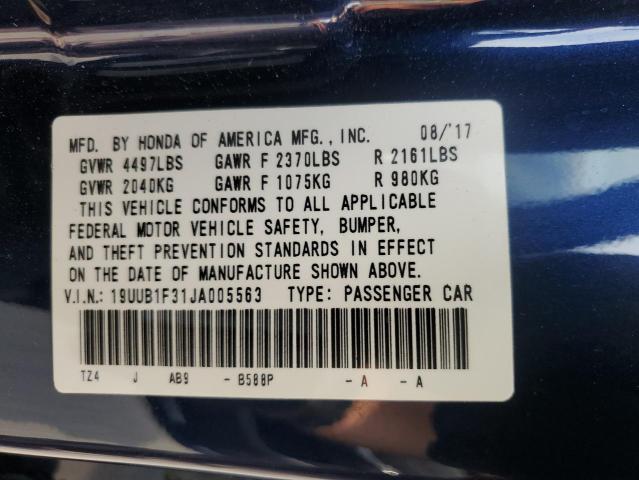 MFD. BY HONDA OF AMERICA MFG., INC. 08/'17
GVWR 4497LBS GAWR F 2370LBS R 2161LBS
GVWR 2040KG GAWR F 1075KG R 980KG
THIS VEHICLE CONFORMS TO ALL APPLICABLE
FEDERAL MOTOR VEHICLE SAFETY, BUMPER,
AND THEFT PREVENTION STANDARDS IN EFFECT
ON THE DATE OF MANUFACTURE SHOWN ABOVE.
V.I.N.: 19UUB1F31JA005563 TYPE: PASSENGER CAR
TZ4 J AB9 - B588P - A - A